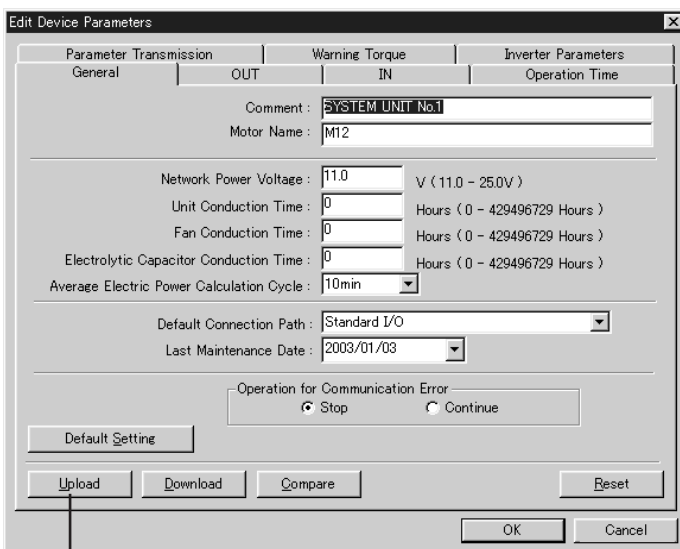 Edit Device Parameters
Parameter Transmission Warning Torque Inverter Parameters
General OUT IN Operation Time
Comment : SYSTEM UNIT No.1
Motor Name : M12
Network Power Voltage : 11.0 V ( 11.0 - 25.0V )
Unit Conduction Time : 0 Hours ( 0 - 429496729 Hours )
Fan Conduction Time : 0 Hours ( 0 - 429496729 Hours )
Electrolytic Capacitor Conduction Time : 0 Hours ( 0 - 429496729 Hours )
Average Electric Power Calculation Cycle : 10min
Default Connection Path : Standard I/O
Last Maintenance Date : 2003/01/03
Operation for Communication Error
Stop Continue
Default Setting
Upload Download Compare Reset
OK Cancel